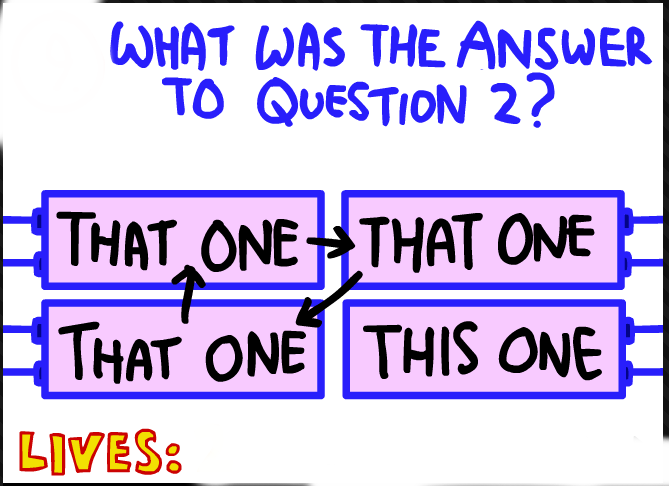 WHAT WAS THE ANSWER
TO QUESTION 2?
THAT ONE
THAT ONE
THAT ONE
THIS ONE
LIVES: